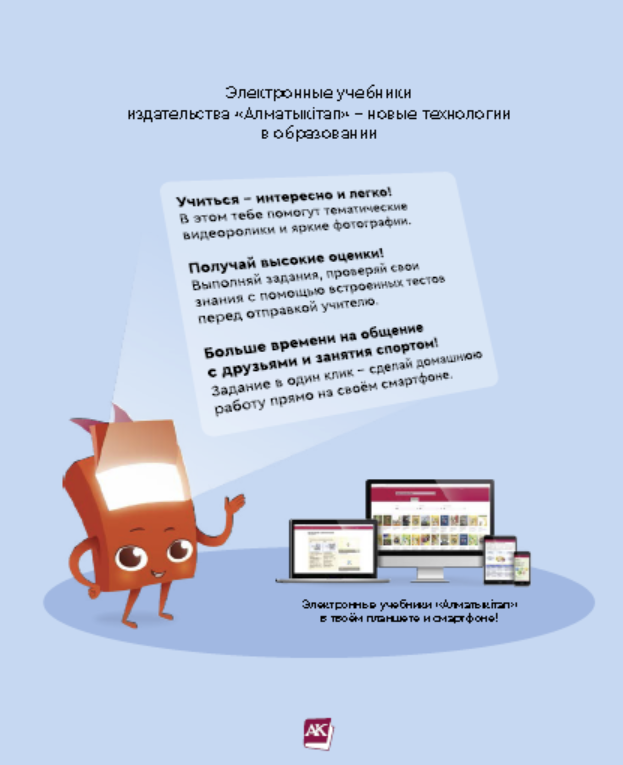 Электронные учебники
издательства «Алматыкітап» – новые технологии
в образовании
Учиться – интересно и легко!
В этом тебе помогут тематические
видеоролики и яркие фотографии.
Получай высокие оценки!
Выполняй задания, проверяй свои
знания с помощью встроенных тестов
перед отправкой учителю.
Больше времени на общение
с друзьями и занятия спортом!
Задание в один клик – сделай домашнюю
работу прямо на своём смартфоне.
Электронные учебники «Алматыкітап»
в твоём планшете и смартфоне!
АК